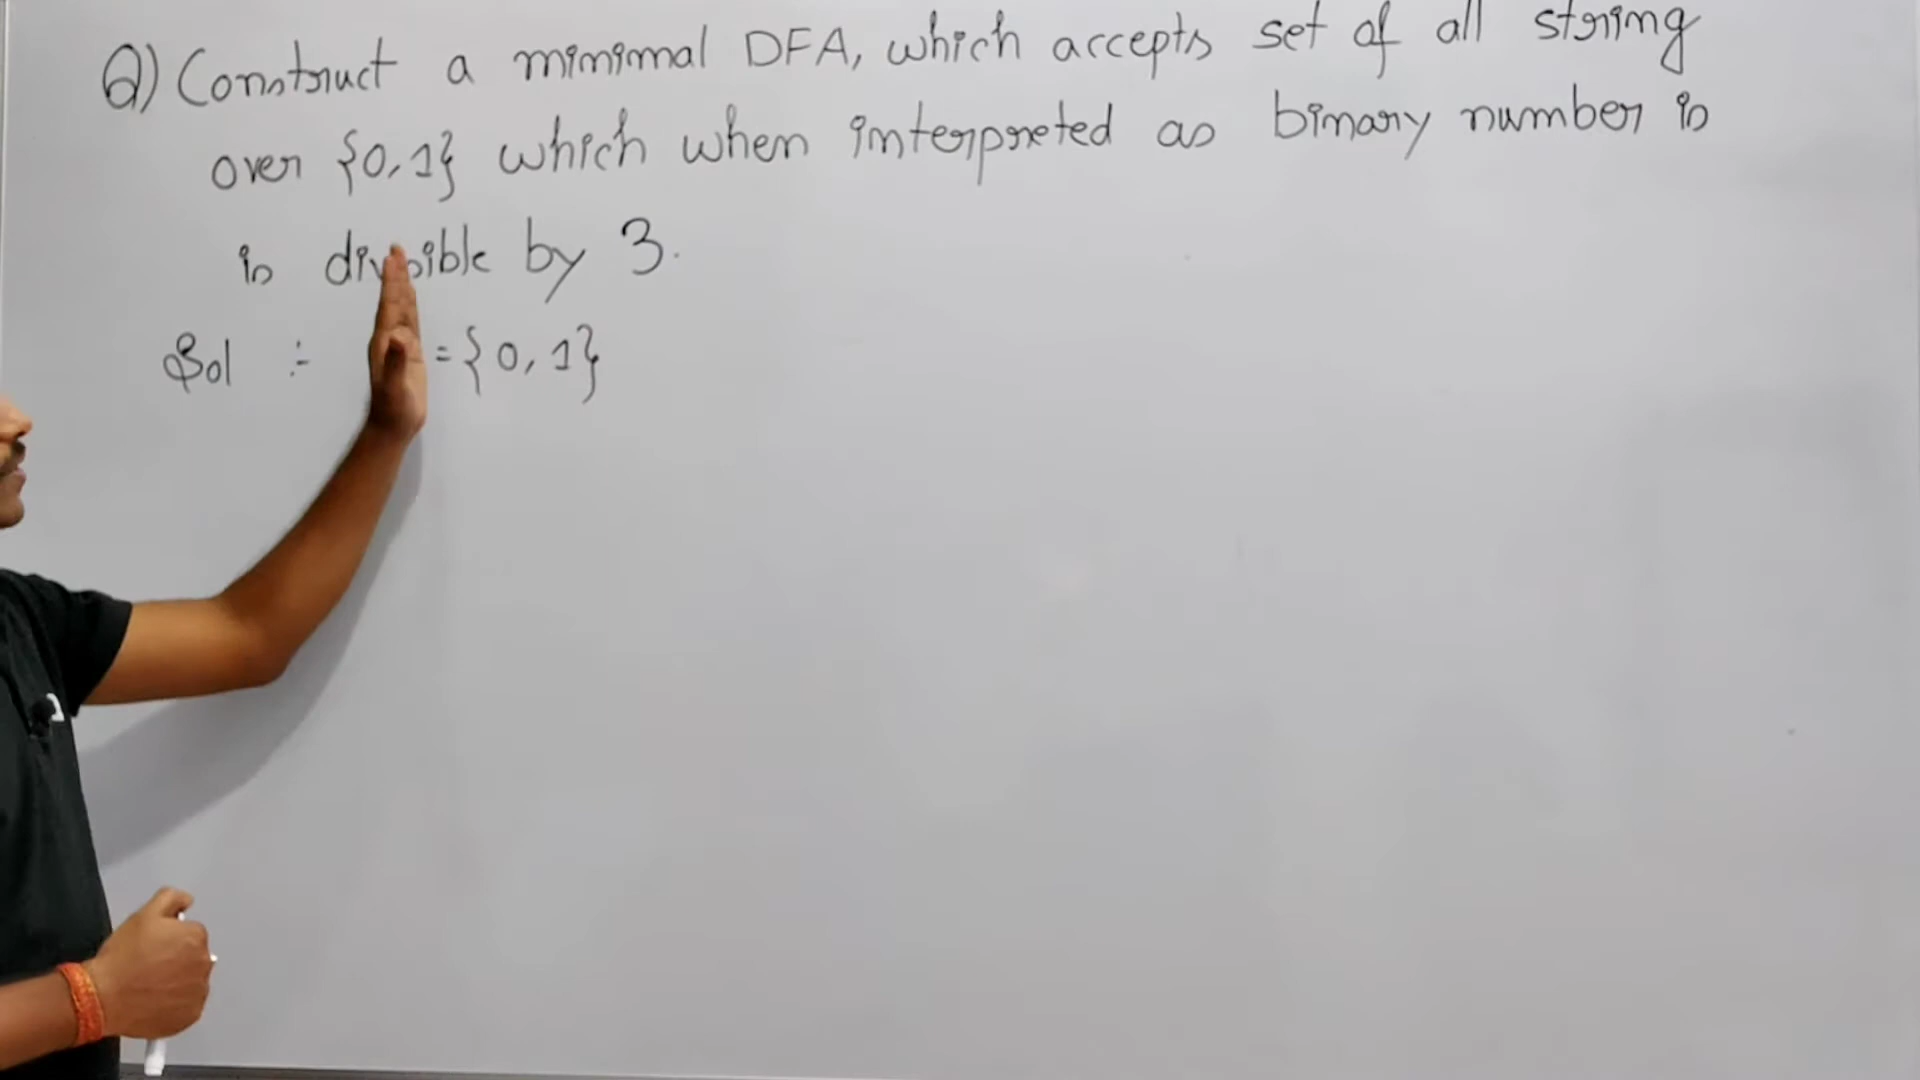 Q) Construct a minimal DFA, which accepts set of all string
over {0,1} which when interpreted as binary number is
is divisible by 3.
Sol :- = {0, 1}